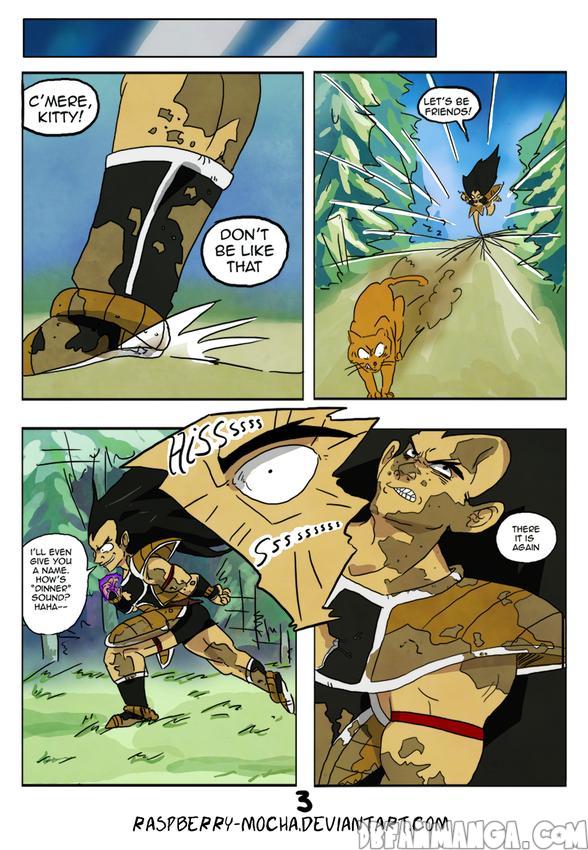 C'MERE,
KITTY!
DON'T
BE LIKE
THAT
LET'S BE
FRIENDS!
I'LL EVEN
GIVE YOU
A NAME.
HOW'S
"DINNER"
SOUND?
HAHA--
HISSSSSS
SSSSSSSSS
THERE
IT IS
AGAIN
3
RASPBERRY-MOCHA.DEVIANTART.COM
DBFANMANGA.COM